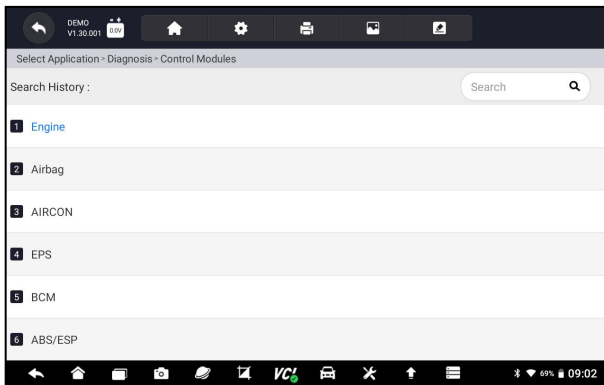 DEMO
V1.30.001
0.0V
Select Application > Diagnosis > Control Modules
Search History :
Search
1 Engine
2 Airbag
3 AIRCON
4 EPS
5 BCM
6 ABS/ESP
VCI
69% 09:02